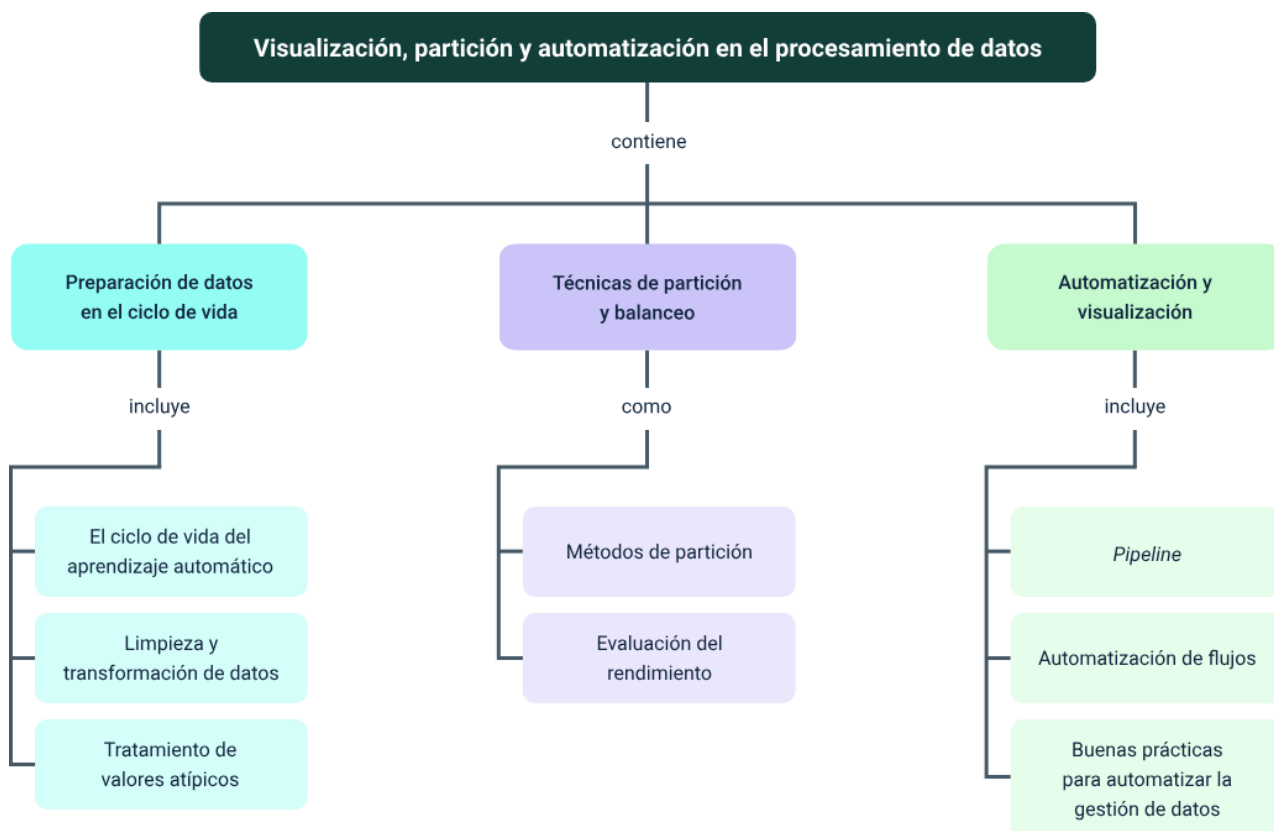 Visualización, partición y automatización en el procesamiento de datos
contiene
Preparación de datos
en el ciclo de vida
incluye
El ciclo de vida del
aprendizaje automático
Limpieza y
transformación de datos
Tratamiento de
valores atípicos
Técnicas de partición
y balanceo
como
Métodos de partición
Evaluación del
rendimiento
Automatización y
visualización
incluye
Pipeline
Automatización de flujos
Buenas prácticas
para automatizar la
gestión de datos